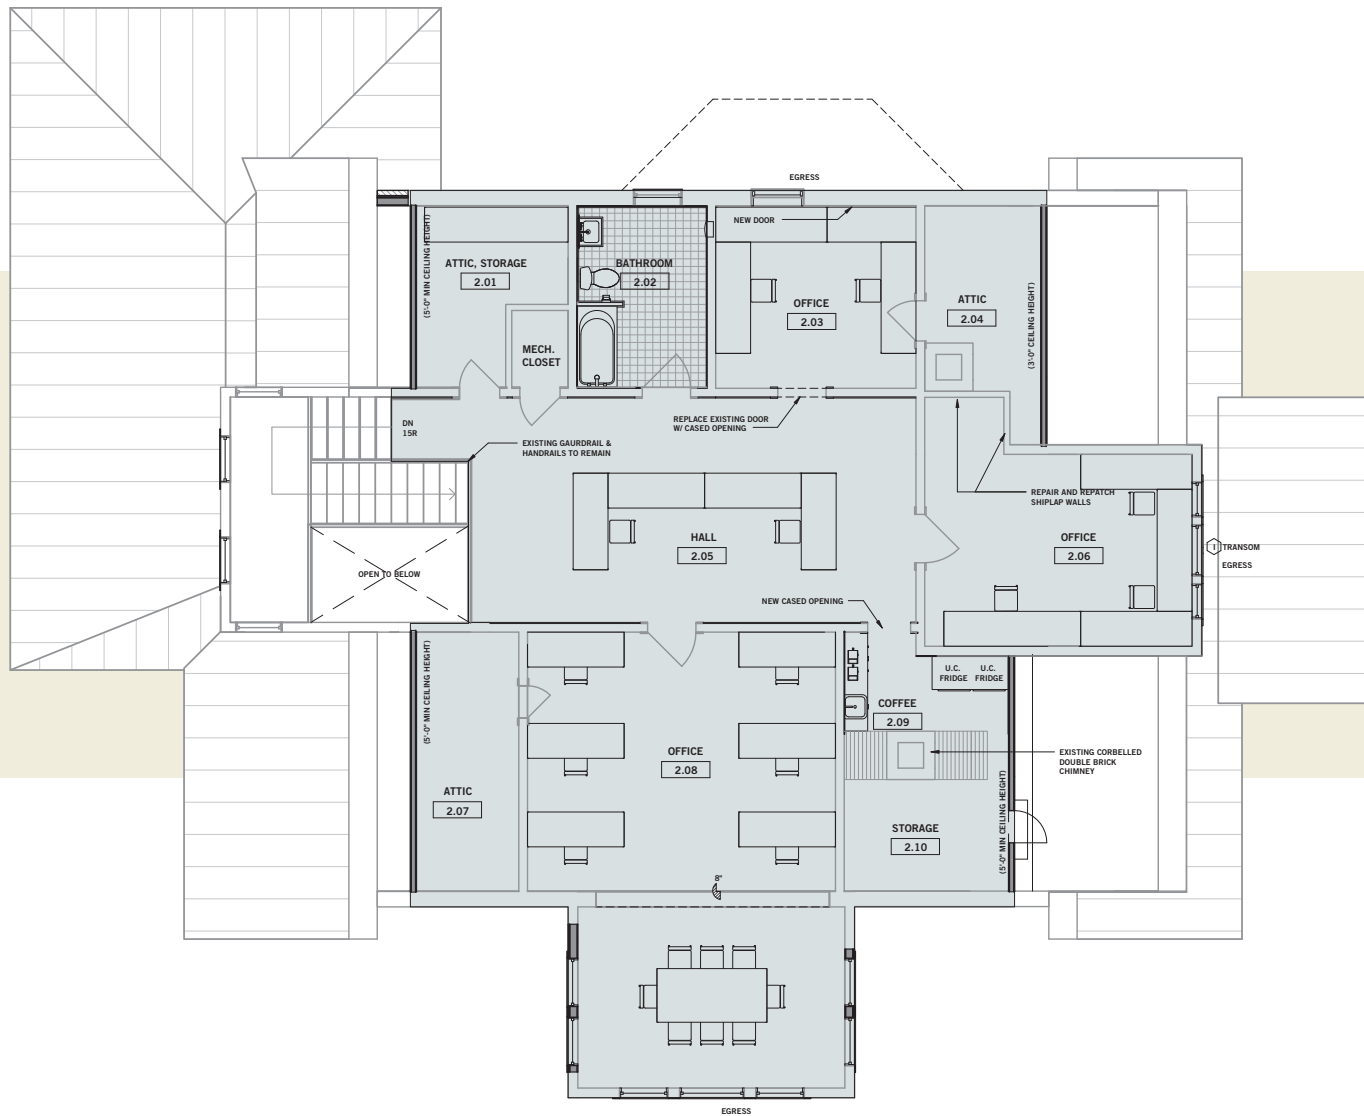 EGRESS
NEW DOOR
(5'-0" MIN CEILING HEIGHT)
ATTIC, STORAGE
2.01
BATHROOM
2.02
OFFICE
2.03
ATTIC
2.04
(3'-0" CEILING HEIGHT)
MECH.
CLOSET
DN
15R
REPLACE EXISTING DOOR
W/ CASED OPENING
EXISTING GAURDRAIL &
HANDRAILS TO REMAIN
REPAIR AND REPATCH
SHIPLAP WALLS
HALL
2.05
OFFICE
2.06
I
TRANSOM
EGRESS
OPEN TO BELOW
NEW CASED OPENING
(5'-0" MIN CEILING HEIGHT)
U.C.
FRIDGE
U.C.
FRIDGE
COFFEE
2.09
OFFICE
2.08
EXISTING CORBELLED
DOUBLE BRICK
CHIMNEY
ATTIC
2.07
STORAGE
2.10
(5'-0" MIN CEILING HEIGHT)
8"
EGRESS